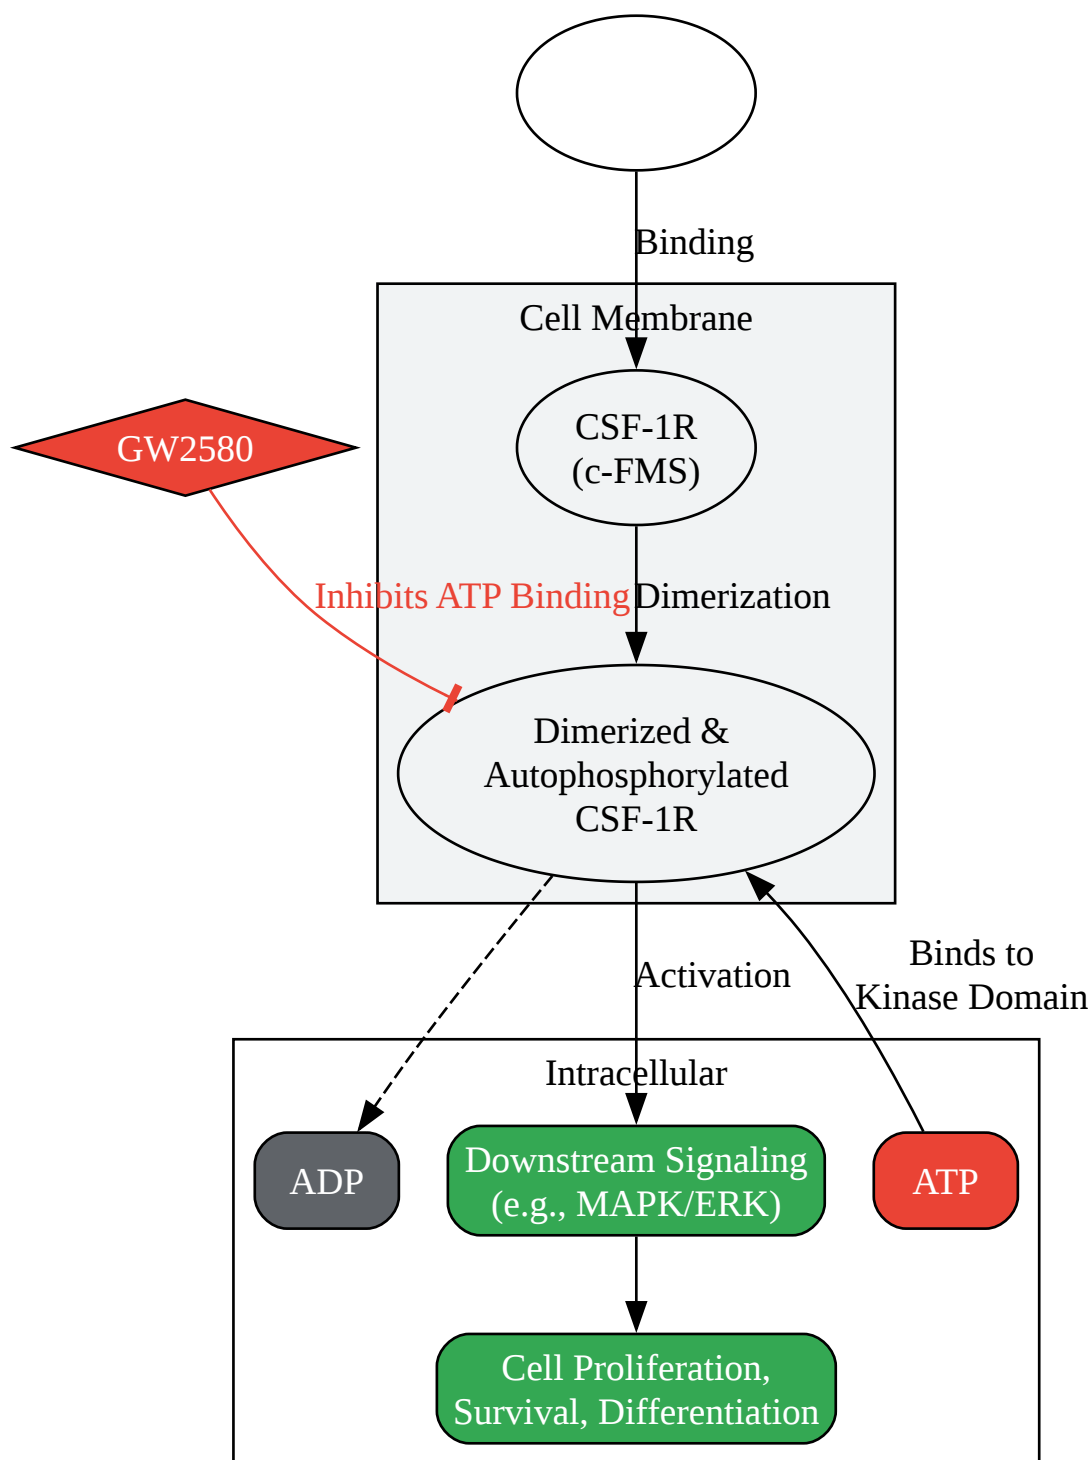 Binding
Cell Membrane
CSF-1R
(c-FMS)
GW2580
Inhibits ATP Binding
Dimerization
Dimerized &
Autophosphorylated
CSF-1R
Activation
Binds to
Kinase Domain
Intracellular
ADP
Downstream Signaling
(e.g., MAPK/ERK)
ATP
Cell Proliferation,
Survival, Differentiation